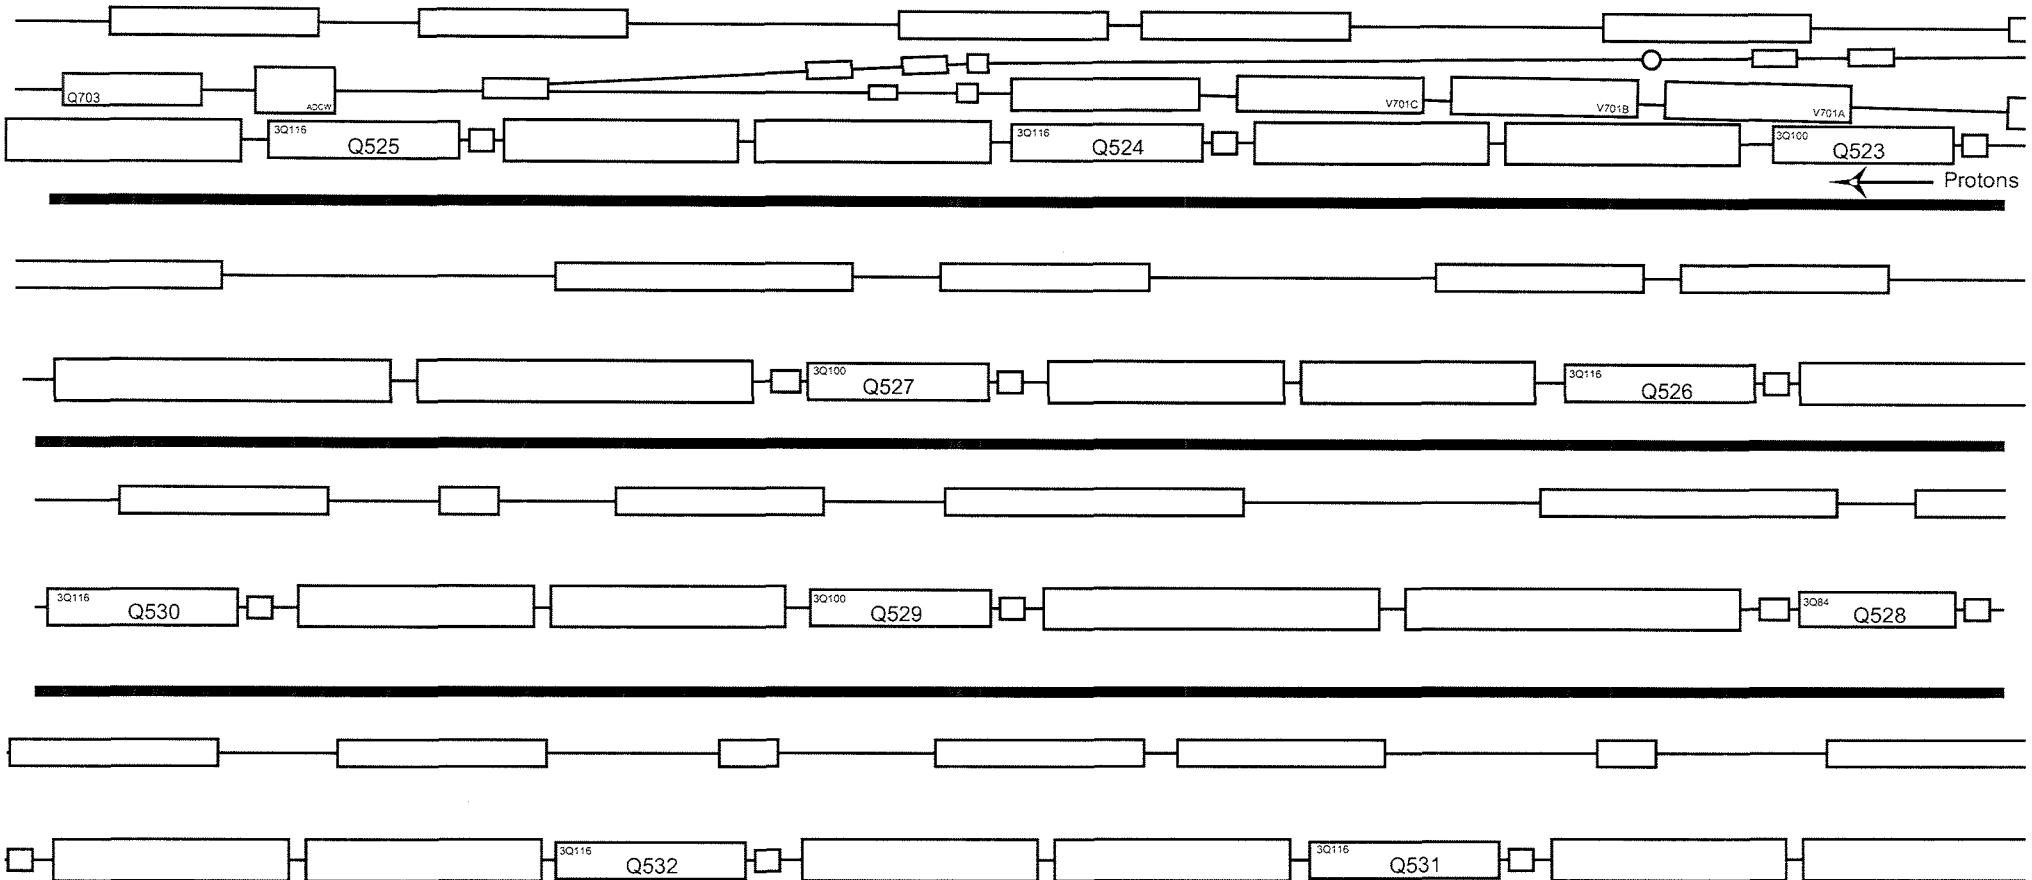 Q703 ADCW V701C V701B V701A
3Q116 Q525 3Q116 Q524 3Q100 Q523
Protons
3Q100 Q527 3Q116 Q526
3Q116 Q530 3Q100 Q529 3Q84 Q528
3Q116 Q532 3Q116 Q531